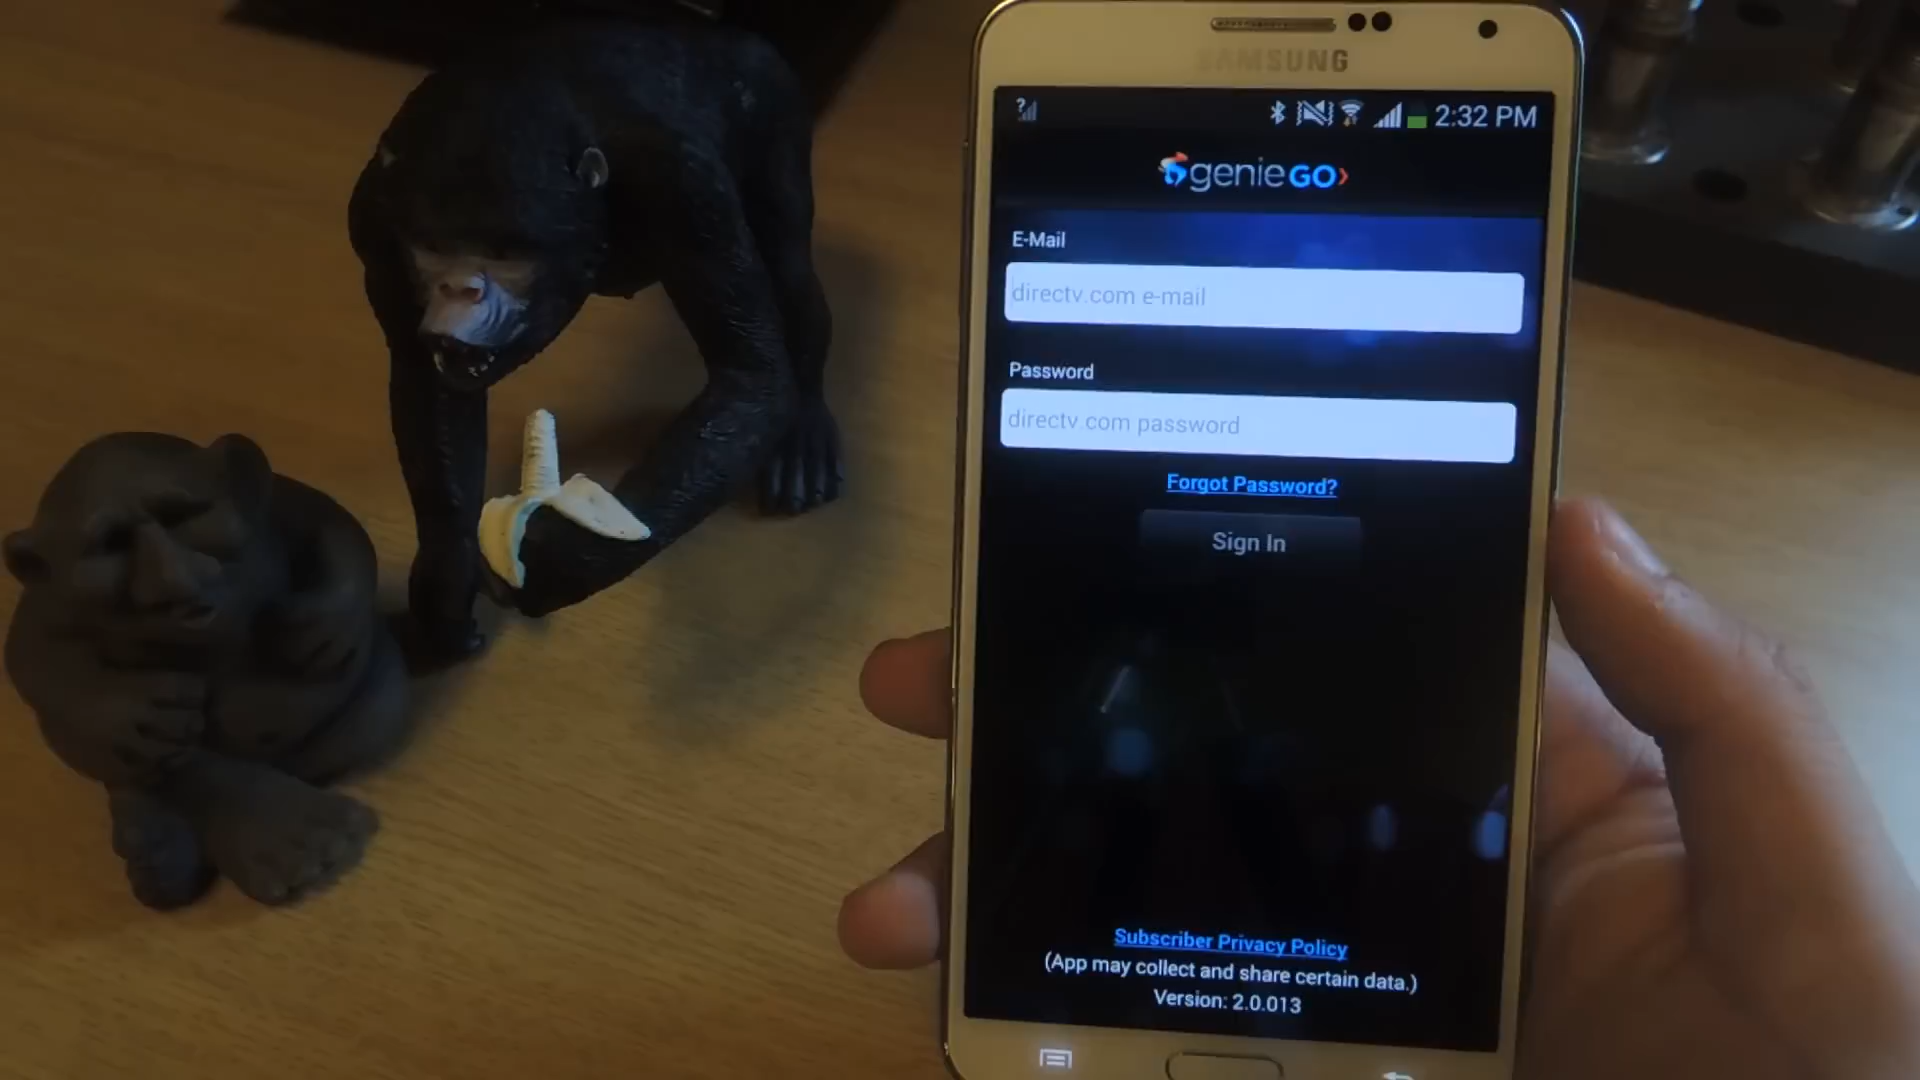 SAMSUNG
2:32 PM
genieGO
E-Mail
directv.com e-mail
Password
directv.com password
Forgot Password?
Sign In
Subscriber Privacy Policy
(App may collect and share certain data.)
Version: 2.0.013